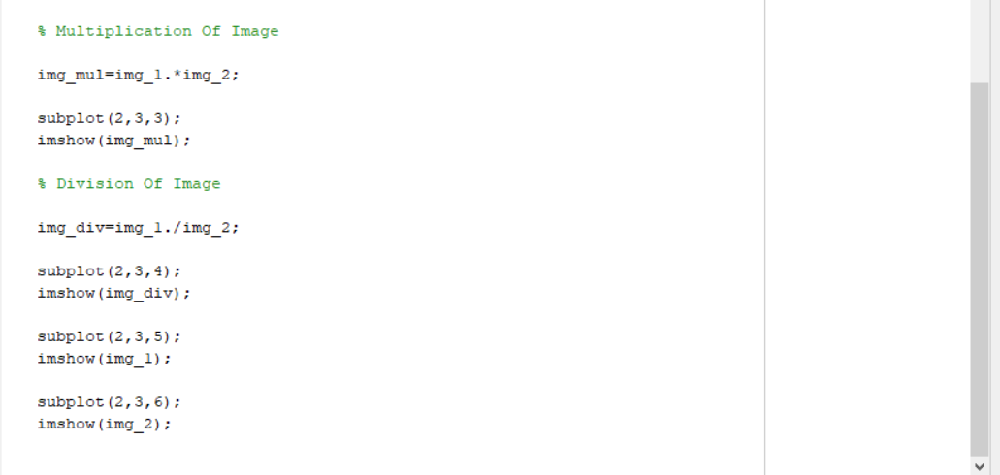 % Multiplication Of Image
img_mul=img_1.*img_2;
subplot(2,3,3);
imshow(img_mul);
% Division Of Image
img_div=img_1./img_2;
subplot(2,3,4);
imshow(img_div);
subplot(2,3,5);
imshow(img_1);
subplot(2,3,6);
imshow(img_2);